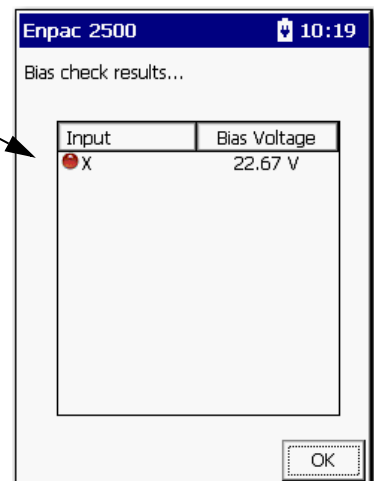 Enpac 2500 10:19
Bias check results...
Input Bias Voltage
X 22.67 V
OK